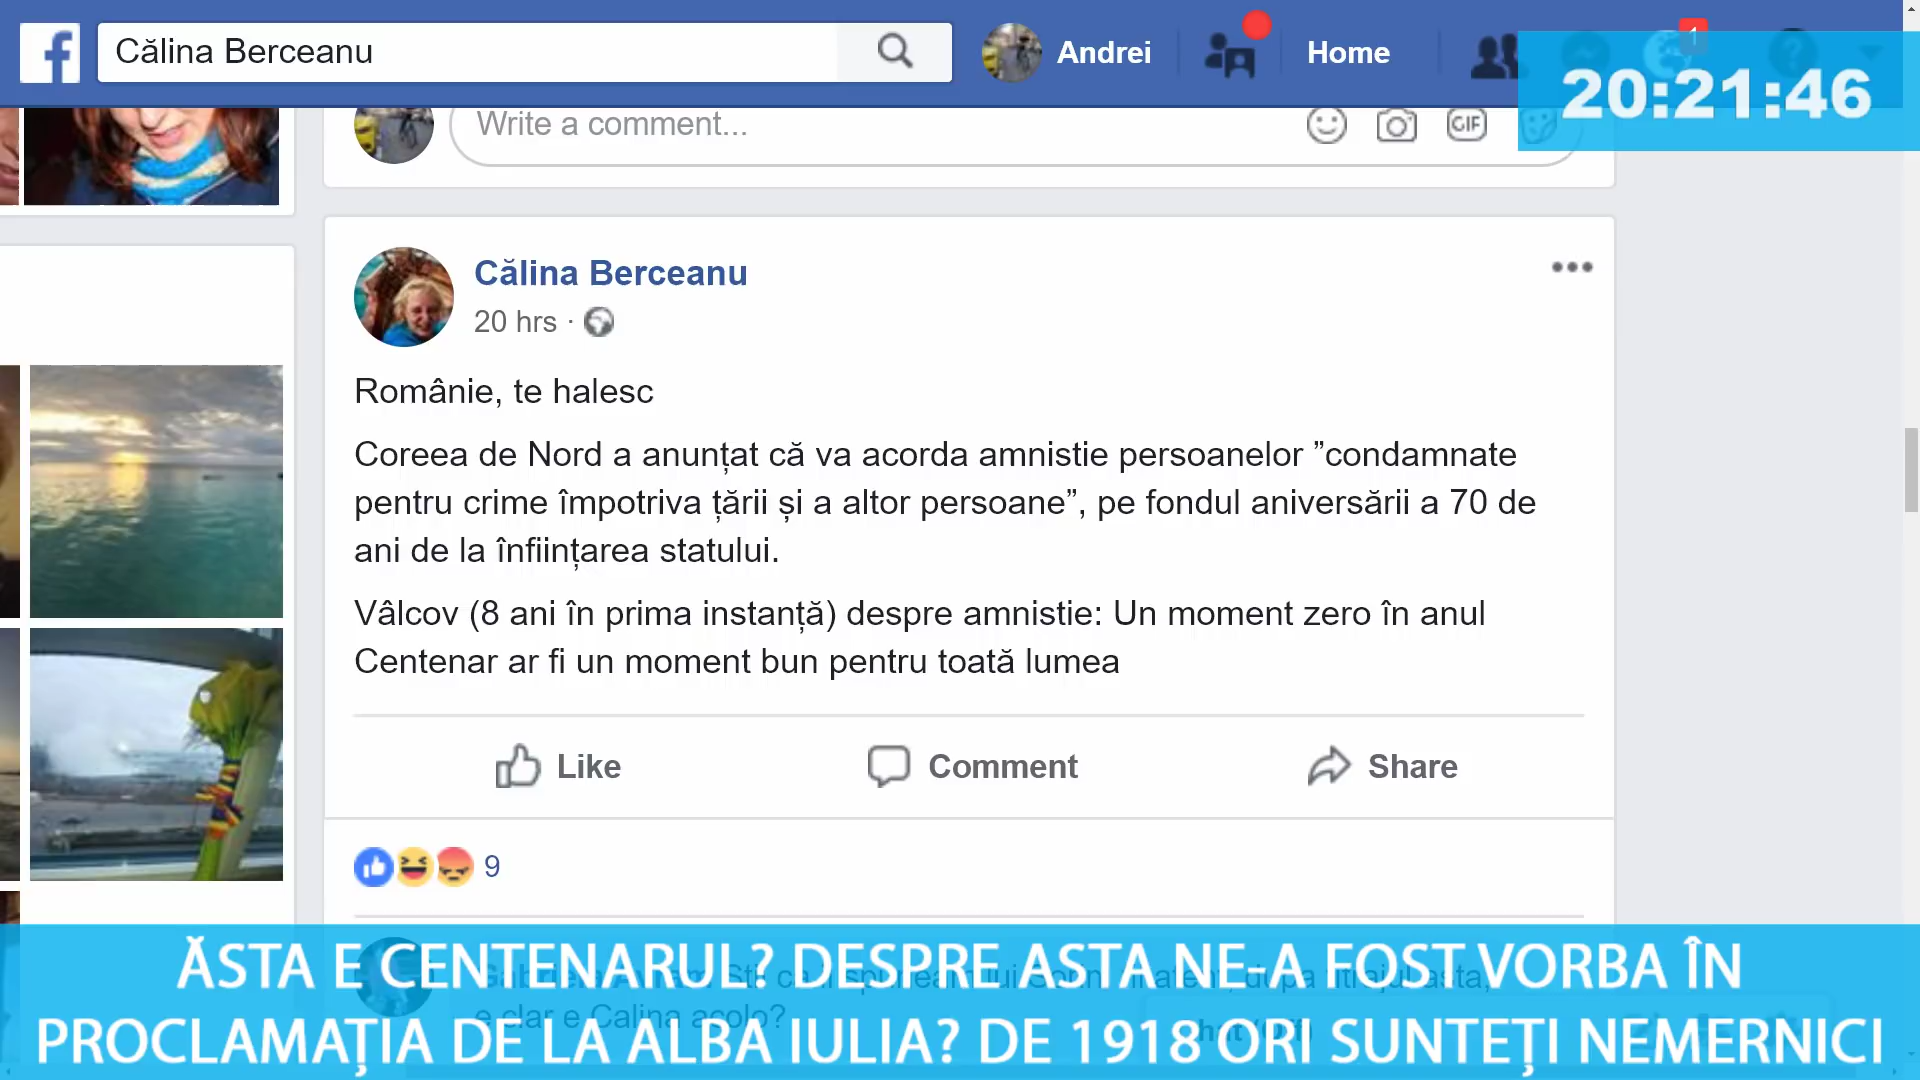 f
Călina Berceanu
Andrei
Home
1
20:21:46
Write a comment...
GIF
Călina Berceanu
20 hrs ·
Românie, te halesc
Coreea de Nord a anunțat că va acorda amnistie persoanelor ”condamnate
pentru crime împotriva țării și a altor persoane”, pe fondul aniversării a 70 de
ani de la înființarea statului.
Vâlcov (8 ani în prima instanță) despre amnistie: Un moment zero în anul
Centenar ar fi un moment bun pentru toată lumea
Like
Comment
Share
9
ĂSTA E CENTENARUL? DESPRE ASTA NE-A FOST VORBA ÎN
e clar e Calina acolo?
PROCLAMAȚIA DE LA ALBA IULIA? DE 1918 ORI SUNTEȚI NEMERNICI